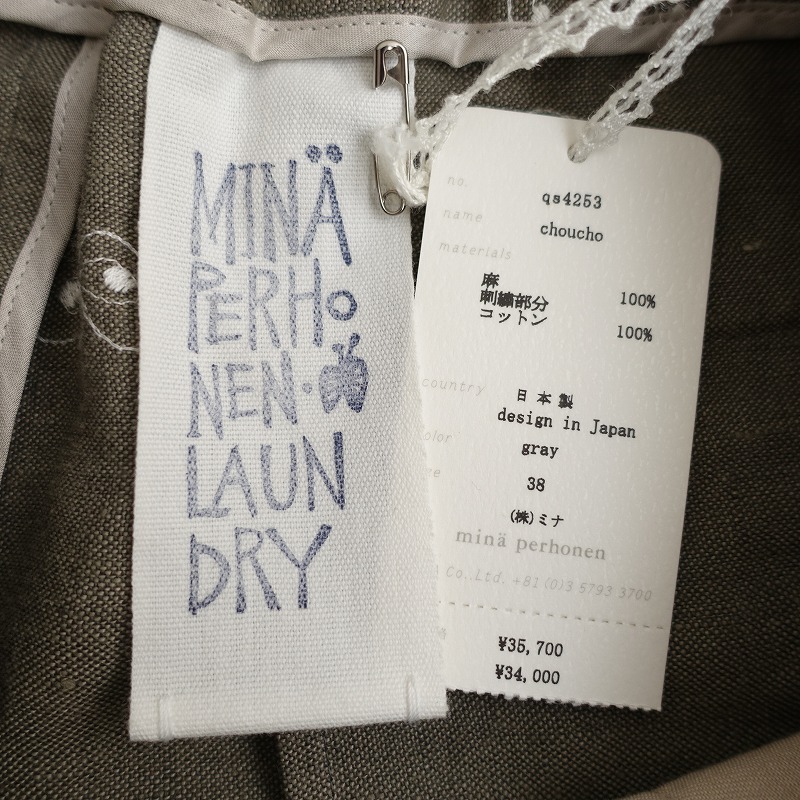 MINÄ
PERHO
NEN·
LAUN
DRY
no.
qs4253
name
choucho
materials
麻
100%
刺繍部分
コットン
100%
country
日本製
design in Japan
olor
gray
38
(株)ミナ
minä perhonen
Co.,Ltd. +81 (0)3 5793 3700
¥35,700
¥34,000